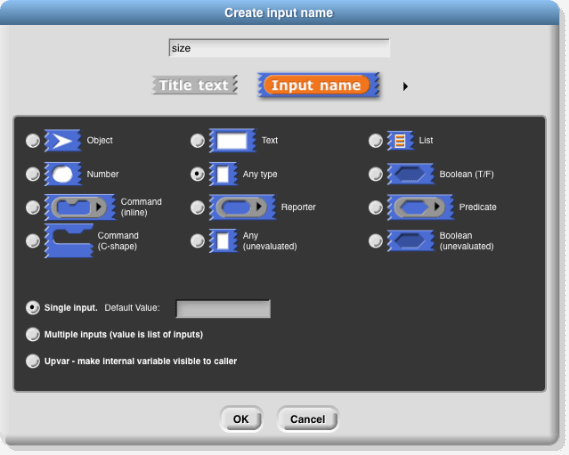 Create input name
size
Title text
Input name
Object
Text
List
Number
Any type
Boolean (T/F)
Command
(inline)
Reporter
Predicate
Command
(C-shape)
Any
(unevaluated)
Boolean
(unevaluated)
Single input. Default Value:
Multiple inputs (value is list of inputs)
Upvar - make internal variable visible to caller
OK
Cancel